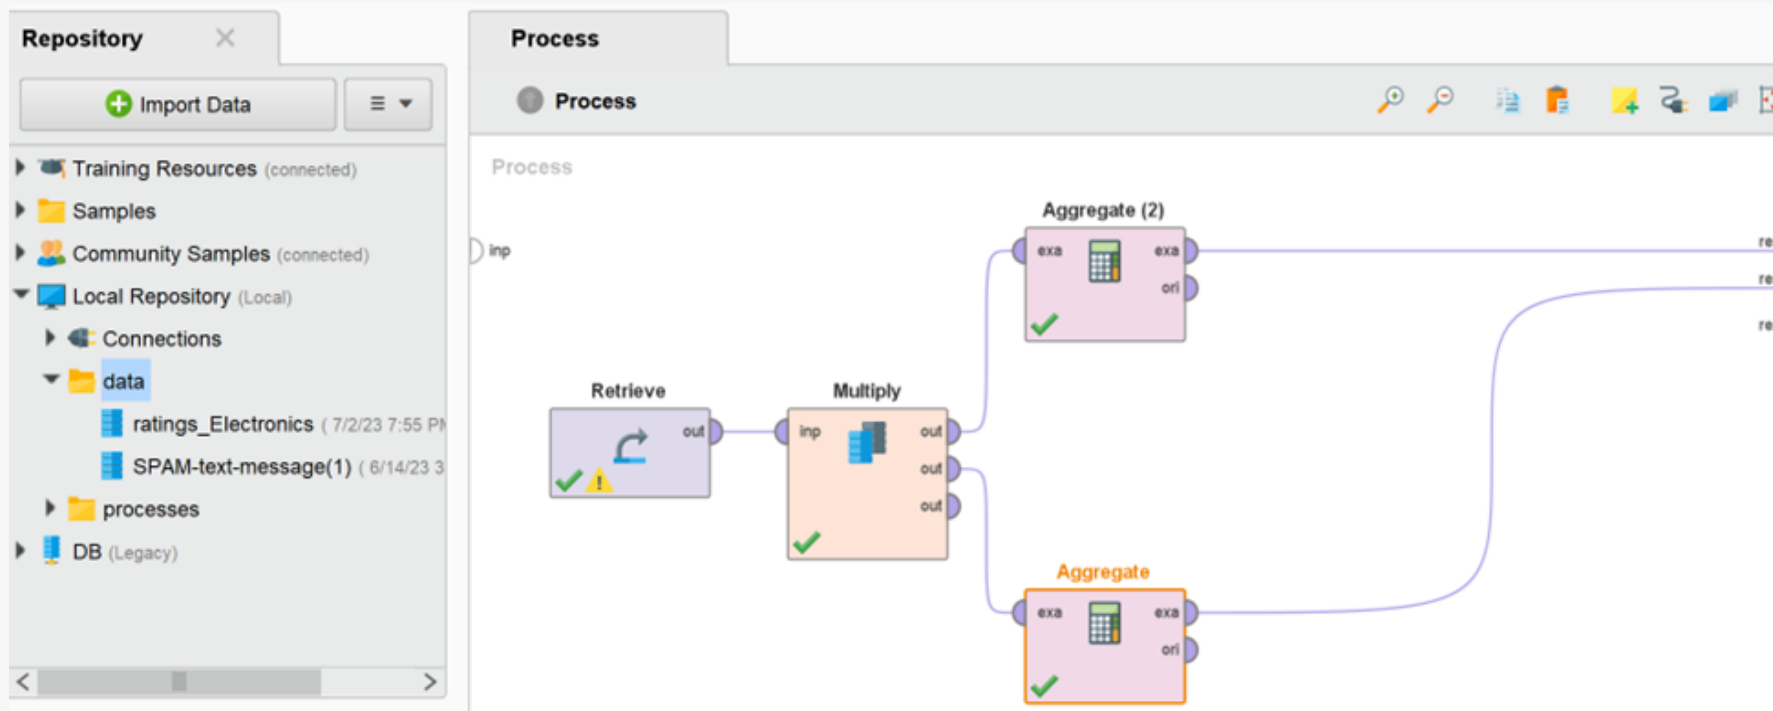 Repository
Import Data
Training Resources (connected)
Samples
Community Samples (connected)
Local Repository (Local)
Connections
data
ratings_Electronics ( 7/2/23 7:55 PM
SPAM-text-message(1) ( 6/14/23 3
processes
DB (Legacy)
Process
Process
Process
inp
Aggregate (2)
exa exa
ori
Retrieve
out
Multiply
inp out
out
out
Aggregate
exa exa
ori
re
re
re